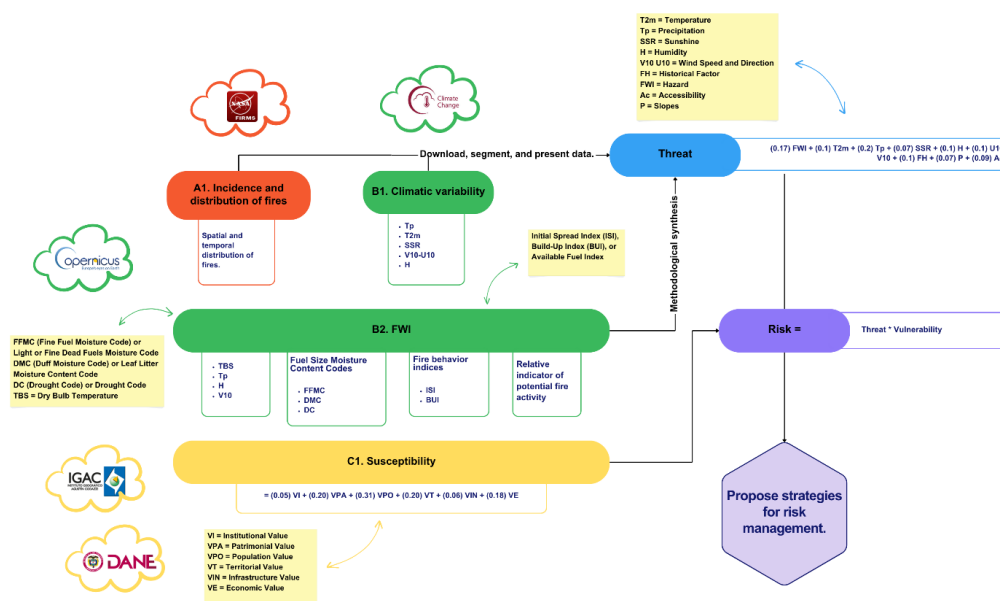 T2m = Temperature
Tp = Precipitation
SSR = Sunshine
H = Humidity
V10 U10 = Wind Speed and Direction
FH = Historical Factor
FWI = Hazard
Ac = Accessibility
P = Slopes
NASA
FIRMS
Climate
Change
Download, segment, and present data.
Threat
(0.17) FWI + (0.1) T2m + (0.2) Tp + (0.07) SSR + (0.1) H + (0.1) U10
V10 + (0.1) FH + (0.07) P + (0.09) A
A1. Incidence and
distribution of fires
Spatial and
temporal
distribution of
fires.
B1. Climatic variability
• Tp
• T2m
• SSR
• V10-U10
• H
Methodological synthesis
Initial Spread Index (ISI),
Build-Up Index (BUI), or
Available Fuel Index
opernicus
FFMC (Fine Fuel Moisture Code) or
Light or Fine Dead Fuels Moisture Code
DMC (Duff Moisture Code) or Leaf Litter
Moisture Content Code
DC (Drought Code) or Drought Code
TBS = Dry Bulb Temperature
B2. FWI
• TBS
• Tp
• H
• V10
Fuel Size Moisture
Content Codes
• FFMC
• DMC
• DC
Fire behavior
indices
• ISI
• BUI
Relative
indicator of
potential fire
activity
Risk =
Threat * Vulnerability
IGAC
C1. Susceptibility
= (0.05) VI + (0.20) VPA + (0.31) VPO + (0.20) VT + (0.06) VIN + (0.18) VE
DANE
VI = Institutional Value
VPA = Patrimonial Value
VPO = Population Value
VT = Territorial Value
VIN = Infrastructure Value
VE = Economic Value
Propose strategies
for risk
management.